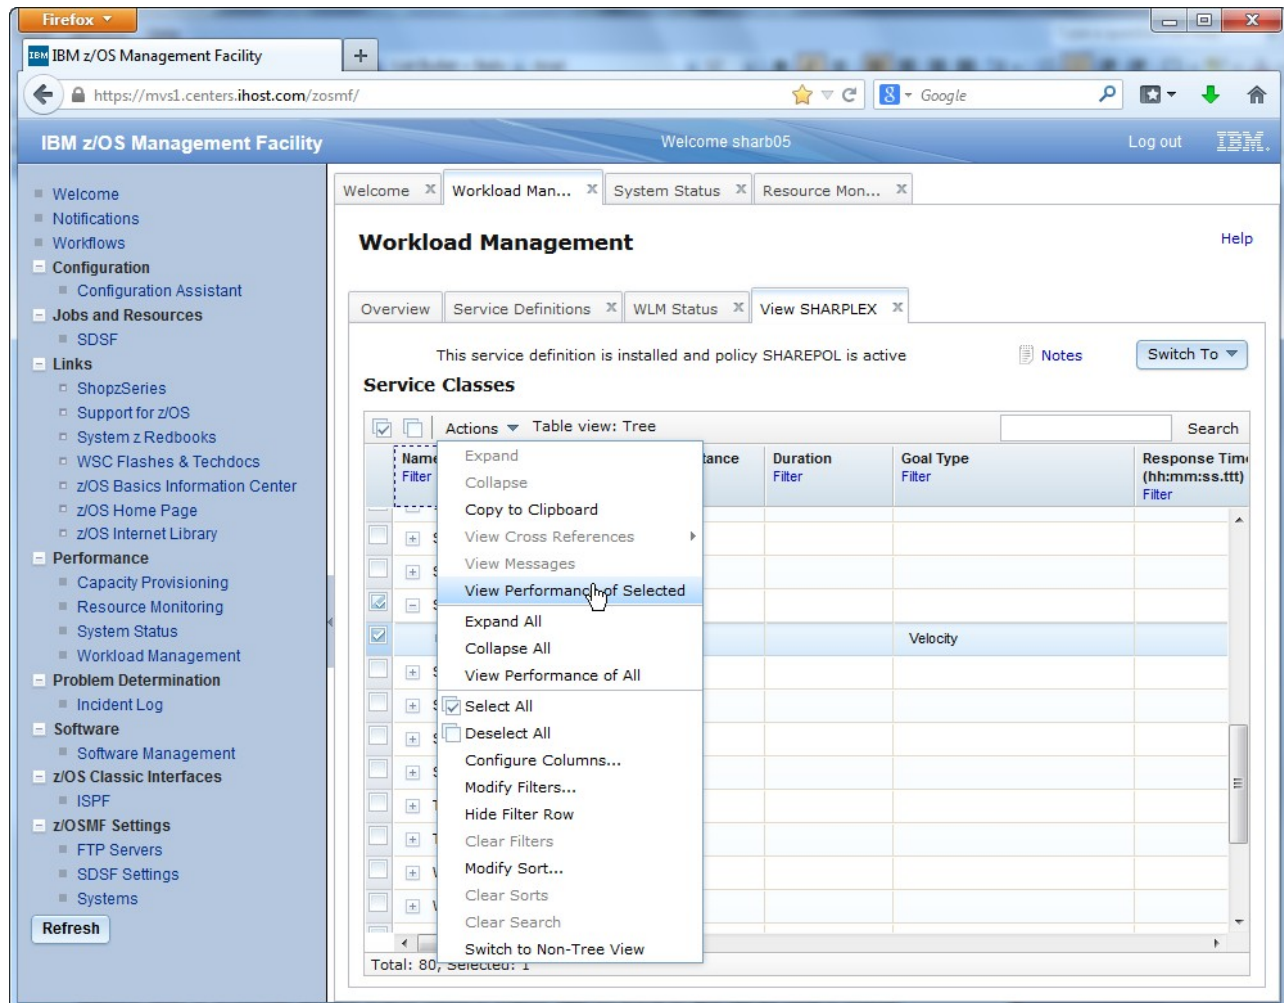 Firefox
IBM IBM z/OS Management Facility
+
https://mvs1.centers.ihost.com/zosmf/
8 Google
IBM z/OS Management Facility
Welcome sharb05
Log out
IBM.
Welcome
Notifications
Workflows
Configuration
Configuration Assistant
Jobs and Resources
SDSF
Links
ShopzSeries
Support for z/OS
System z Redbooks
WSC Flashes & Techdocs
z/OS Basics Information Center
z/OS Home Page
z/OS Internet Library
Performance
Capacity Provisioning
Resource Monitoring
System Status
Workload Management
Problem Determination
Incident Log
Software
Software Management
z/OS Classic Interfaces
ISPF
z/OSMF Settings
FTP Servers
SDSF Settings
Systems
Refresh
Welcome X Workload Man... X System Status X Resource Mon... X
Workload Management
Help
Overview Service Definitions X WLM Status X View SHARPLEX X
This service definition is installed and policy SHAREPOL is active
Notes
Switch To
Service Classes
Actions Table view: Tree
Search
Name
Filter
tance
Duration
Filter
Goal Type
Filter
Response Time
(hh:mm:ss.ttt)
Filter
Velocity
Expand
Collapse
Copy to Clipboard
View Cross References
View Messages
View Performance of Selected
Expand All
Collapse All
View Performance of All
Select All
Deselect All
Configure Columns...
Modify Filters...
Hide Filter Row
Clear Filters
Modify Sort...
Clear Sorts
Clear Search
Switch to Non-Tree View
Total: 80, Selected: 1